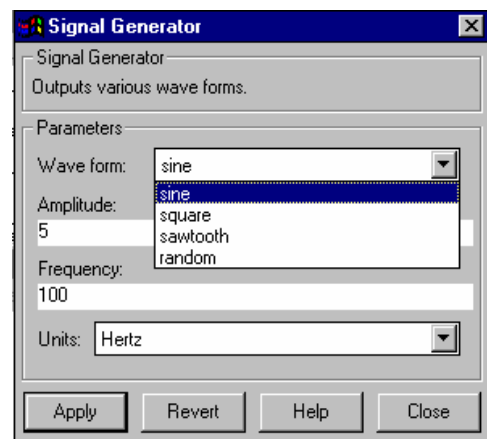 Signal Generator
Signal Generator
Outputs various wave forms.
Parameters
Wave form: sine
sine
square
sawtooth
random
Amplitude:
5
Frequency:
100
Units: Hertz
Apply Revert Help Close